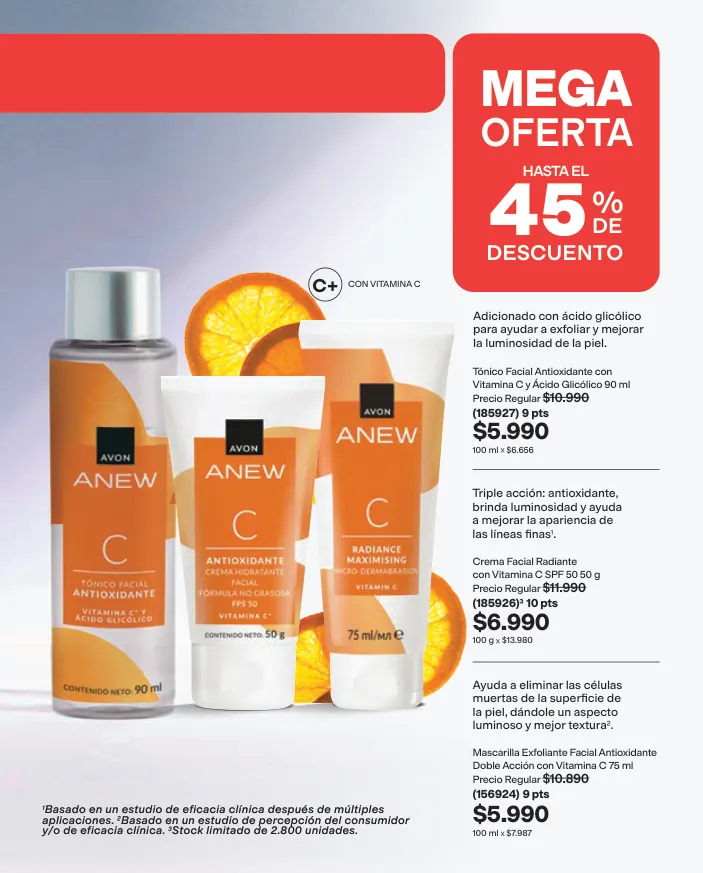 MEGA
OFERTA
HASTA EL
45%
DE
DESCUENTO
C+ CON VITAMINA C
Adicionado con ácido glicólico
para ayudar a exfoliar y mejorar
la luminosidad de la piel.
Tónico Facial Antioxidante con
Vitamina C y Ácido Glicólico 90 ml
Precio Regular $10.990
(185927) 9 pts
$5.990
100 ml x $6.656
Triple acción: antioxidante,
brinda luminosidad y ayuda
a mejorar la apariencia de
las líneas finas¹.
Crema Facial Radiante
con Vitamina C SPF 50 50 g
Precio Regular $11.990
(185926)³ 10 pts
$6.990
100 g x $13.980
Ayuda a eliminar las células
muertas de la superficie de
la piel, dándole un aspecto
luminoso y mejor textura².
Mascarilla Exfoliante Facial Antioxidante
Doble Acción con Vitamina C 75 ml
Precio Regular $10.890
(156924) 9 pts
$5.990
100 ml x $7.987
AVON
ANEW
C
TÓNICO FACIAL
ANTIOXIDANTE
VITAMINA C* Y
ÁCIDO GLICÓLICO
CONTENIDO NETO: 90 ml
AVON
ANEW
C
ANTIOXIDANTE
CREMA HIDRATANTE
FACIAL
FÓRMULA NO GRASOSA
FPS 50
VITAMINA C*
CONTENIDO NETO: 50 g
AVON
ANEW
C
RADIANCE
MAXIMISING
MICRO-DERMABRASION
VITAMIN C
75 ml/мл e
¹Basado en un estudio de eficacia clínica después de múltiples
aplicaciones. ²Basado en un estudio de percepción del consumidor
y/o de eficacia clínica. ³Stock limitado de 2.800 unidades.